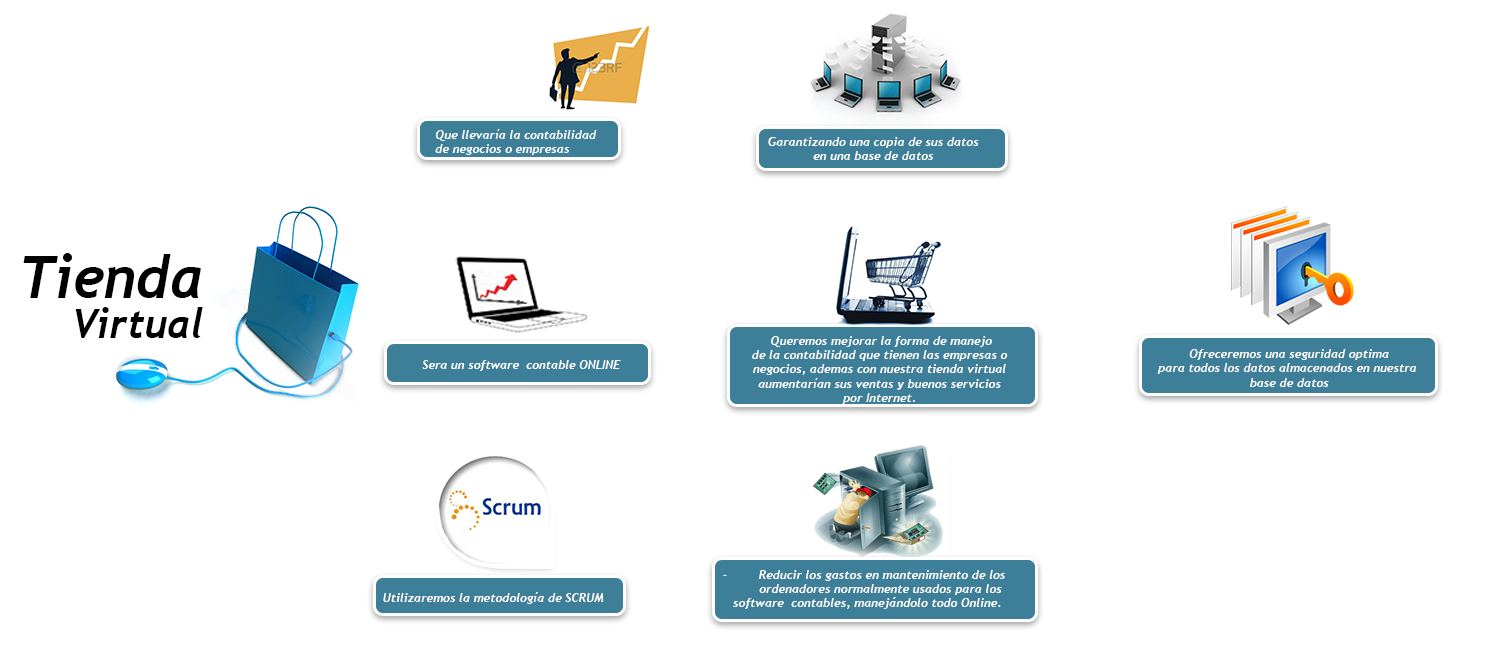 Tienda
Virtual
123RF
Que llevaría la contabilidad
de negocios o empresas
Garantizando una copia de sus datos
en una base de datos
Sera un software contable ONLINE
Queremos mejorar la forma de manejo
de la contabilidad que tienen las empresas o
negocios, ademas con nuestra tienda virtual
aumentarían sus ventas y buenos servicios
por Internet.
Ofreceremos una seguridad optima
para todos los datos almacenados en nuestra
base de datos
Scrum
Utilizaremos la metodología de SCRUM
- Reducir los gastos en mantenimiento de los
ordenadores normalmente usados para los
software contables, manejándolo todo Online.